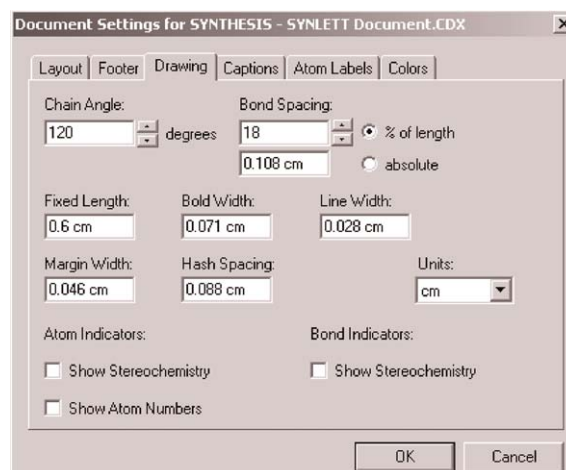 Document Settings for SYNTHESIS - SYNLETT Document.CDX
Layout Footer Drawing Captions Atom Labels Colors
Chain Angle: Bond Spacing:
120 degrees 18 % of length
0.108 cm absolute
Fixed Length: Bold Width: Line Width:
0.6 cm 0.071 cm 0.028 cm
Margin Width: Hash Spacing: Units:
0.046 cm 0.088 cm cm
Atom Indicators: Bond Indicators:
Show Stereochemistry Show Stereochemistry
Show Atom Numbers
OK Cancel